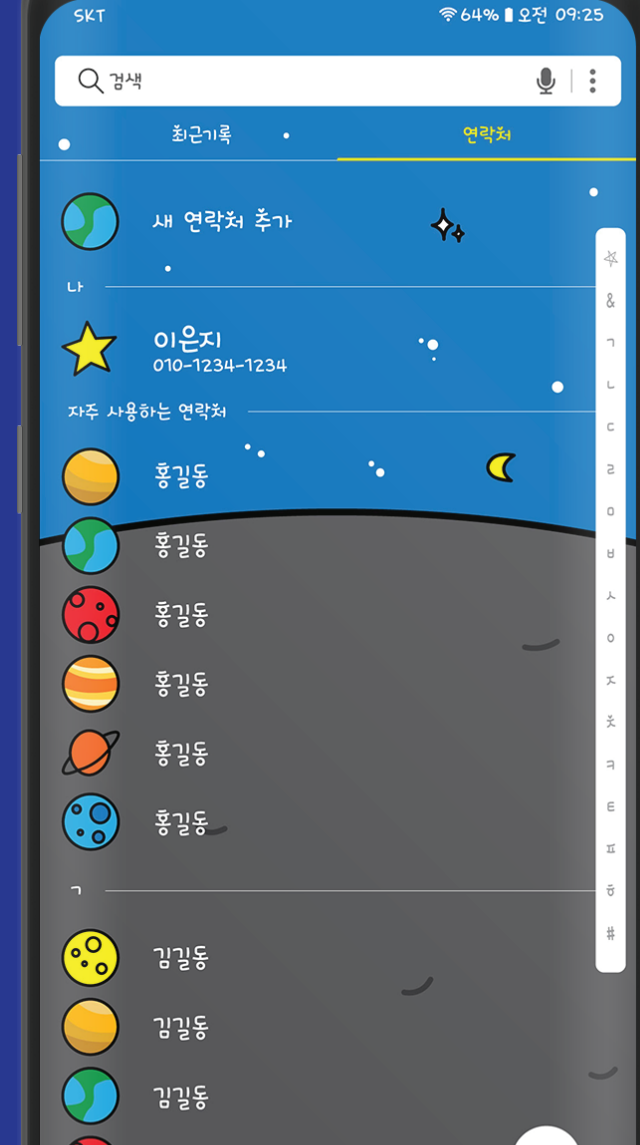 SKT 64% 오전 09:25
검색
최근기록 연락처
새 연락처 추가
나
이은지
010-1234-1234
자주 사용하는 연락처
홍길동
홍길동
홍길동
홍길동
홍길동
홍길동
ㄱ
김길동
김길동
김길동
&
ㄱ
ㄴ
ㄷ
ㄹ
ㅁ
ㅂ
ㅅ
ㅇ
ㅈ
ㅊ
ㅋ
ㅌ
ㅍ
ㅎ
#